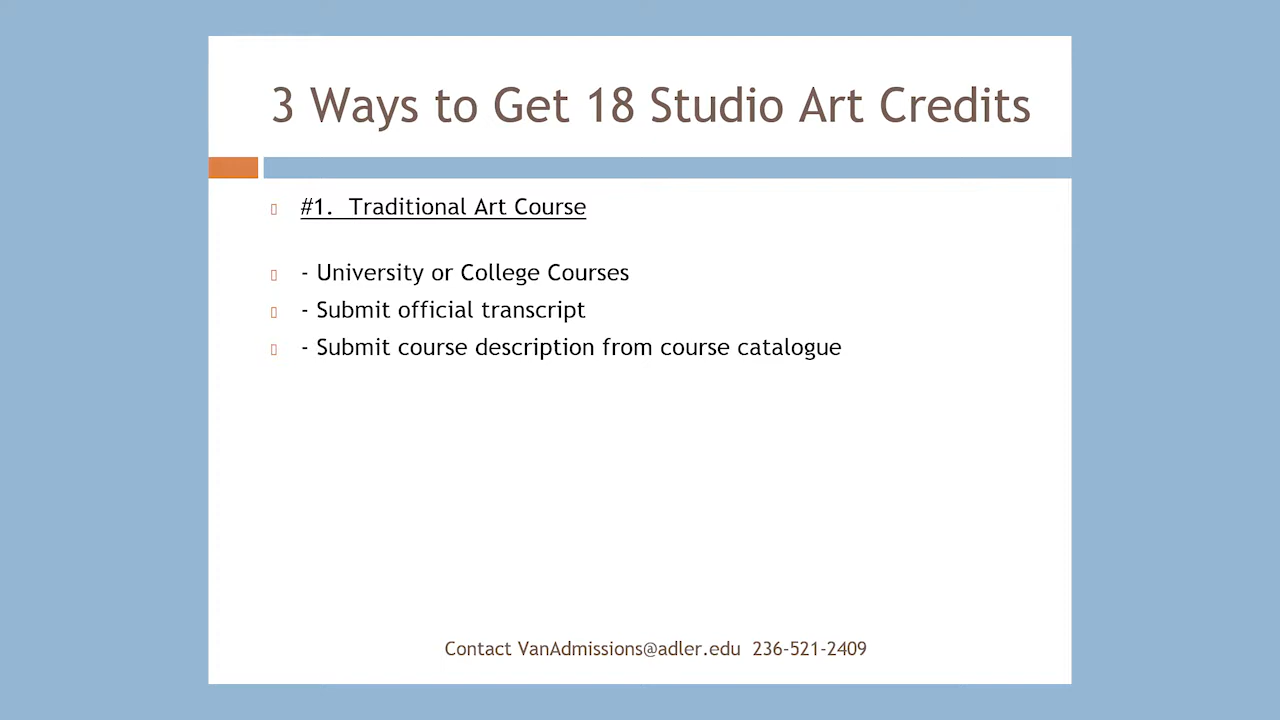 3 Ways to Get 18 Studio Art Credits
#1. Traditional Art Course
- University or College Courses
- Submit official transcript
- Submit course description from course catalogue
Contact VanAdmissions@adler.edu 236-521-2409